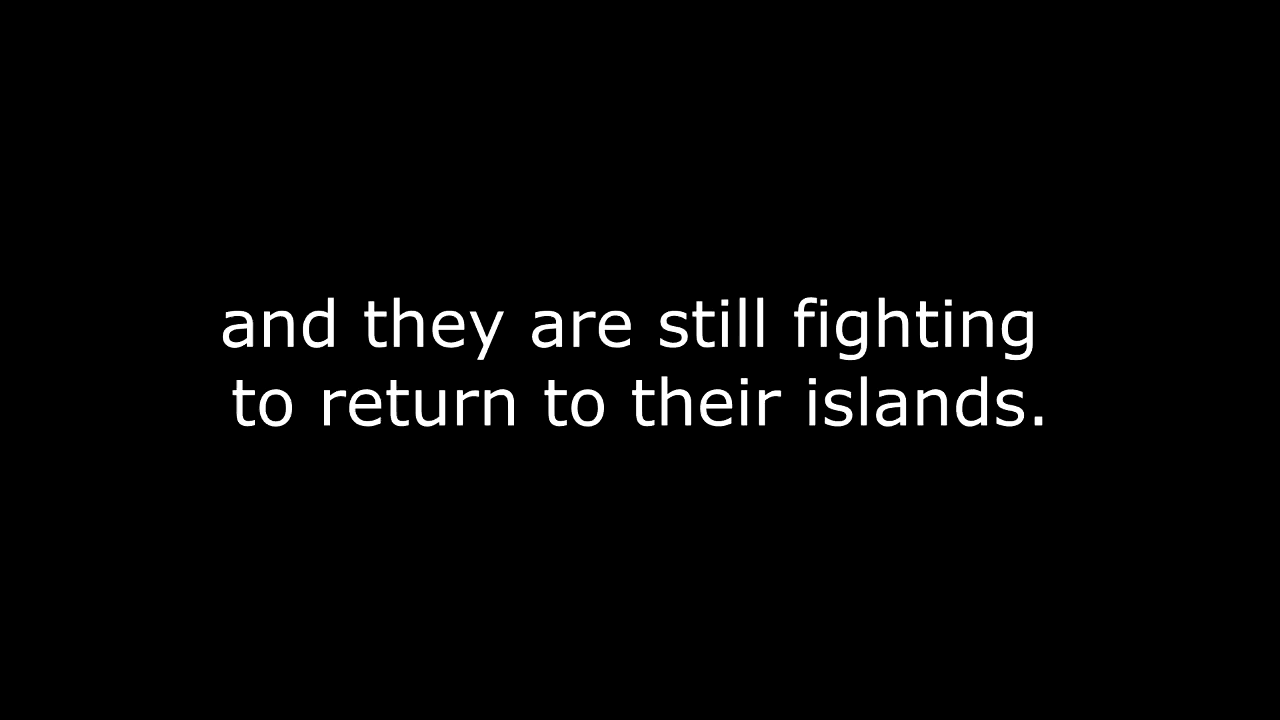 and they are still fighting
to return to their islands.